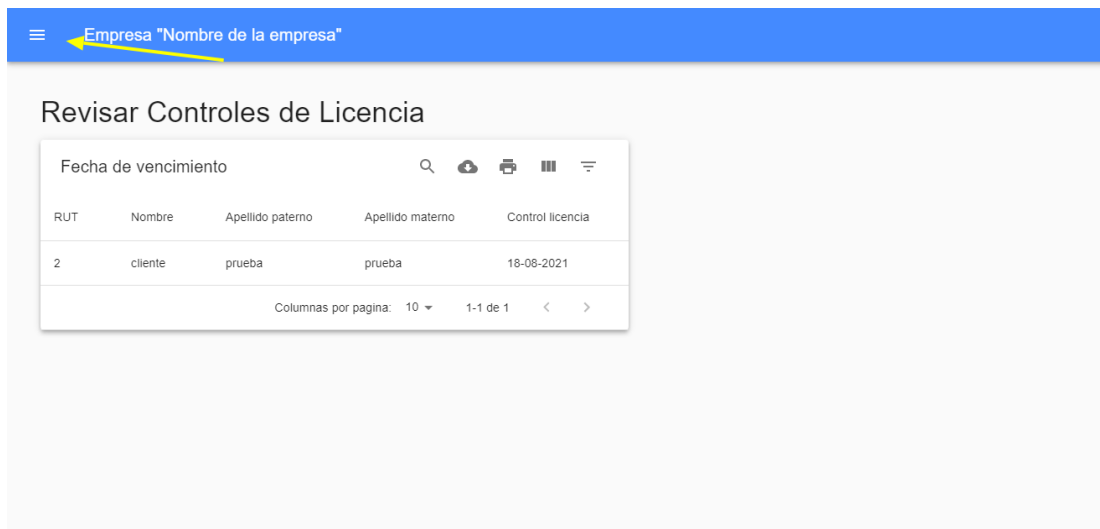 Empresa "Nombre de la empresa"
Revisar Controles de Licencia
Fecha de vencimiento
RUT Nombre Apellido paterno Apellido materno Control licencia
2 cliente prueba prueba 18-08-2021
Columnas por pagina: 10 1-1 de 1